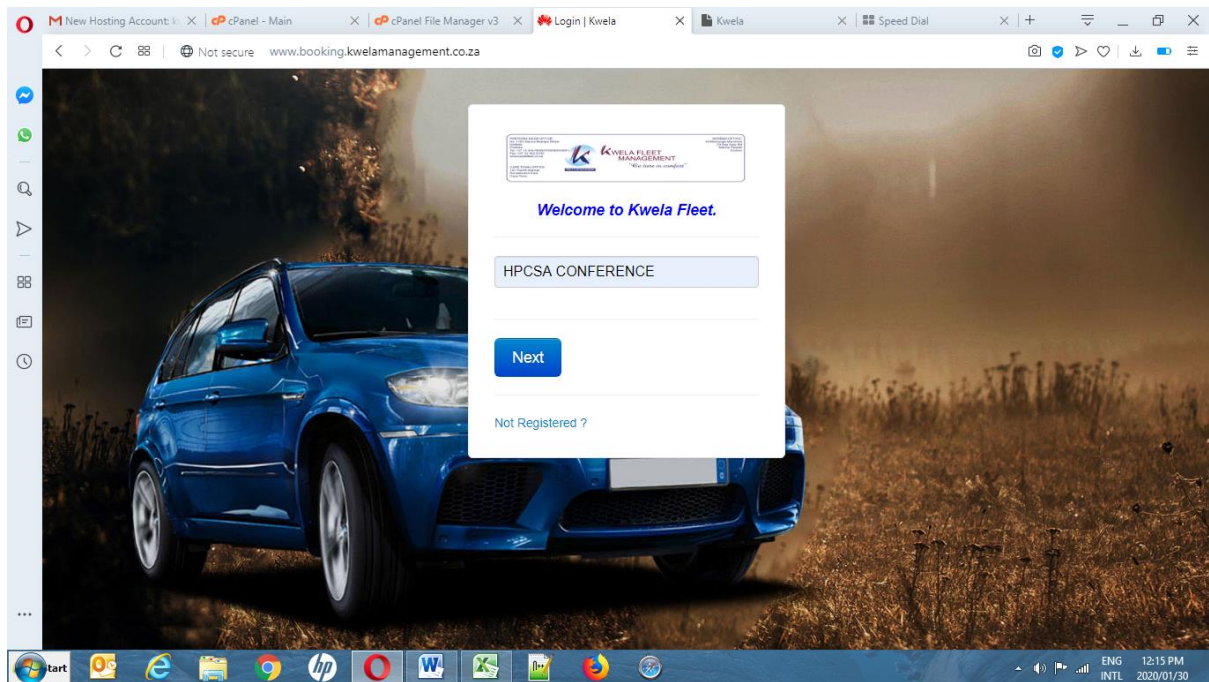 New Hosting Account: k
cPanel - Main
cPanel File Manager v3
Login | Kwela
Kwela
Speed Dial
Not secure
www.booking.kwelamanagement.co.za
KWELA FLEET
MANAGEMENT
Welcome to Kwela Fleet.
HPCSA CONFERENCE
Next
Not Registered ?
tart
ENG 12:15 PM
INTL 2020/01/30